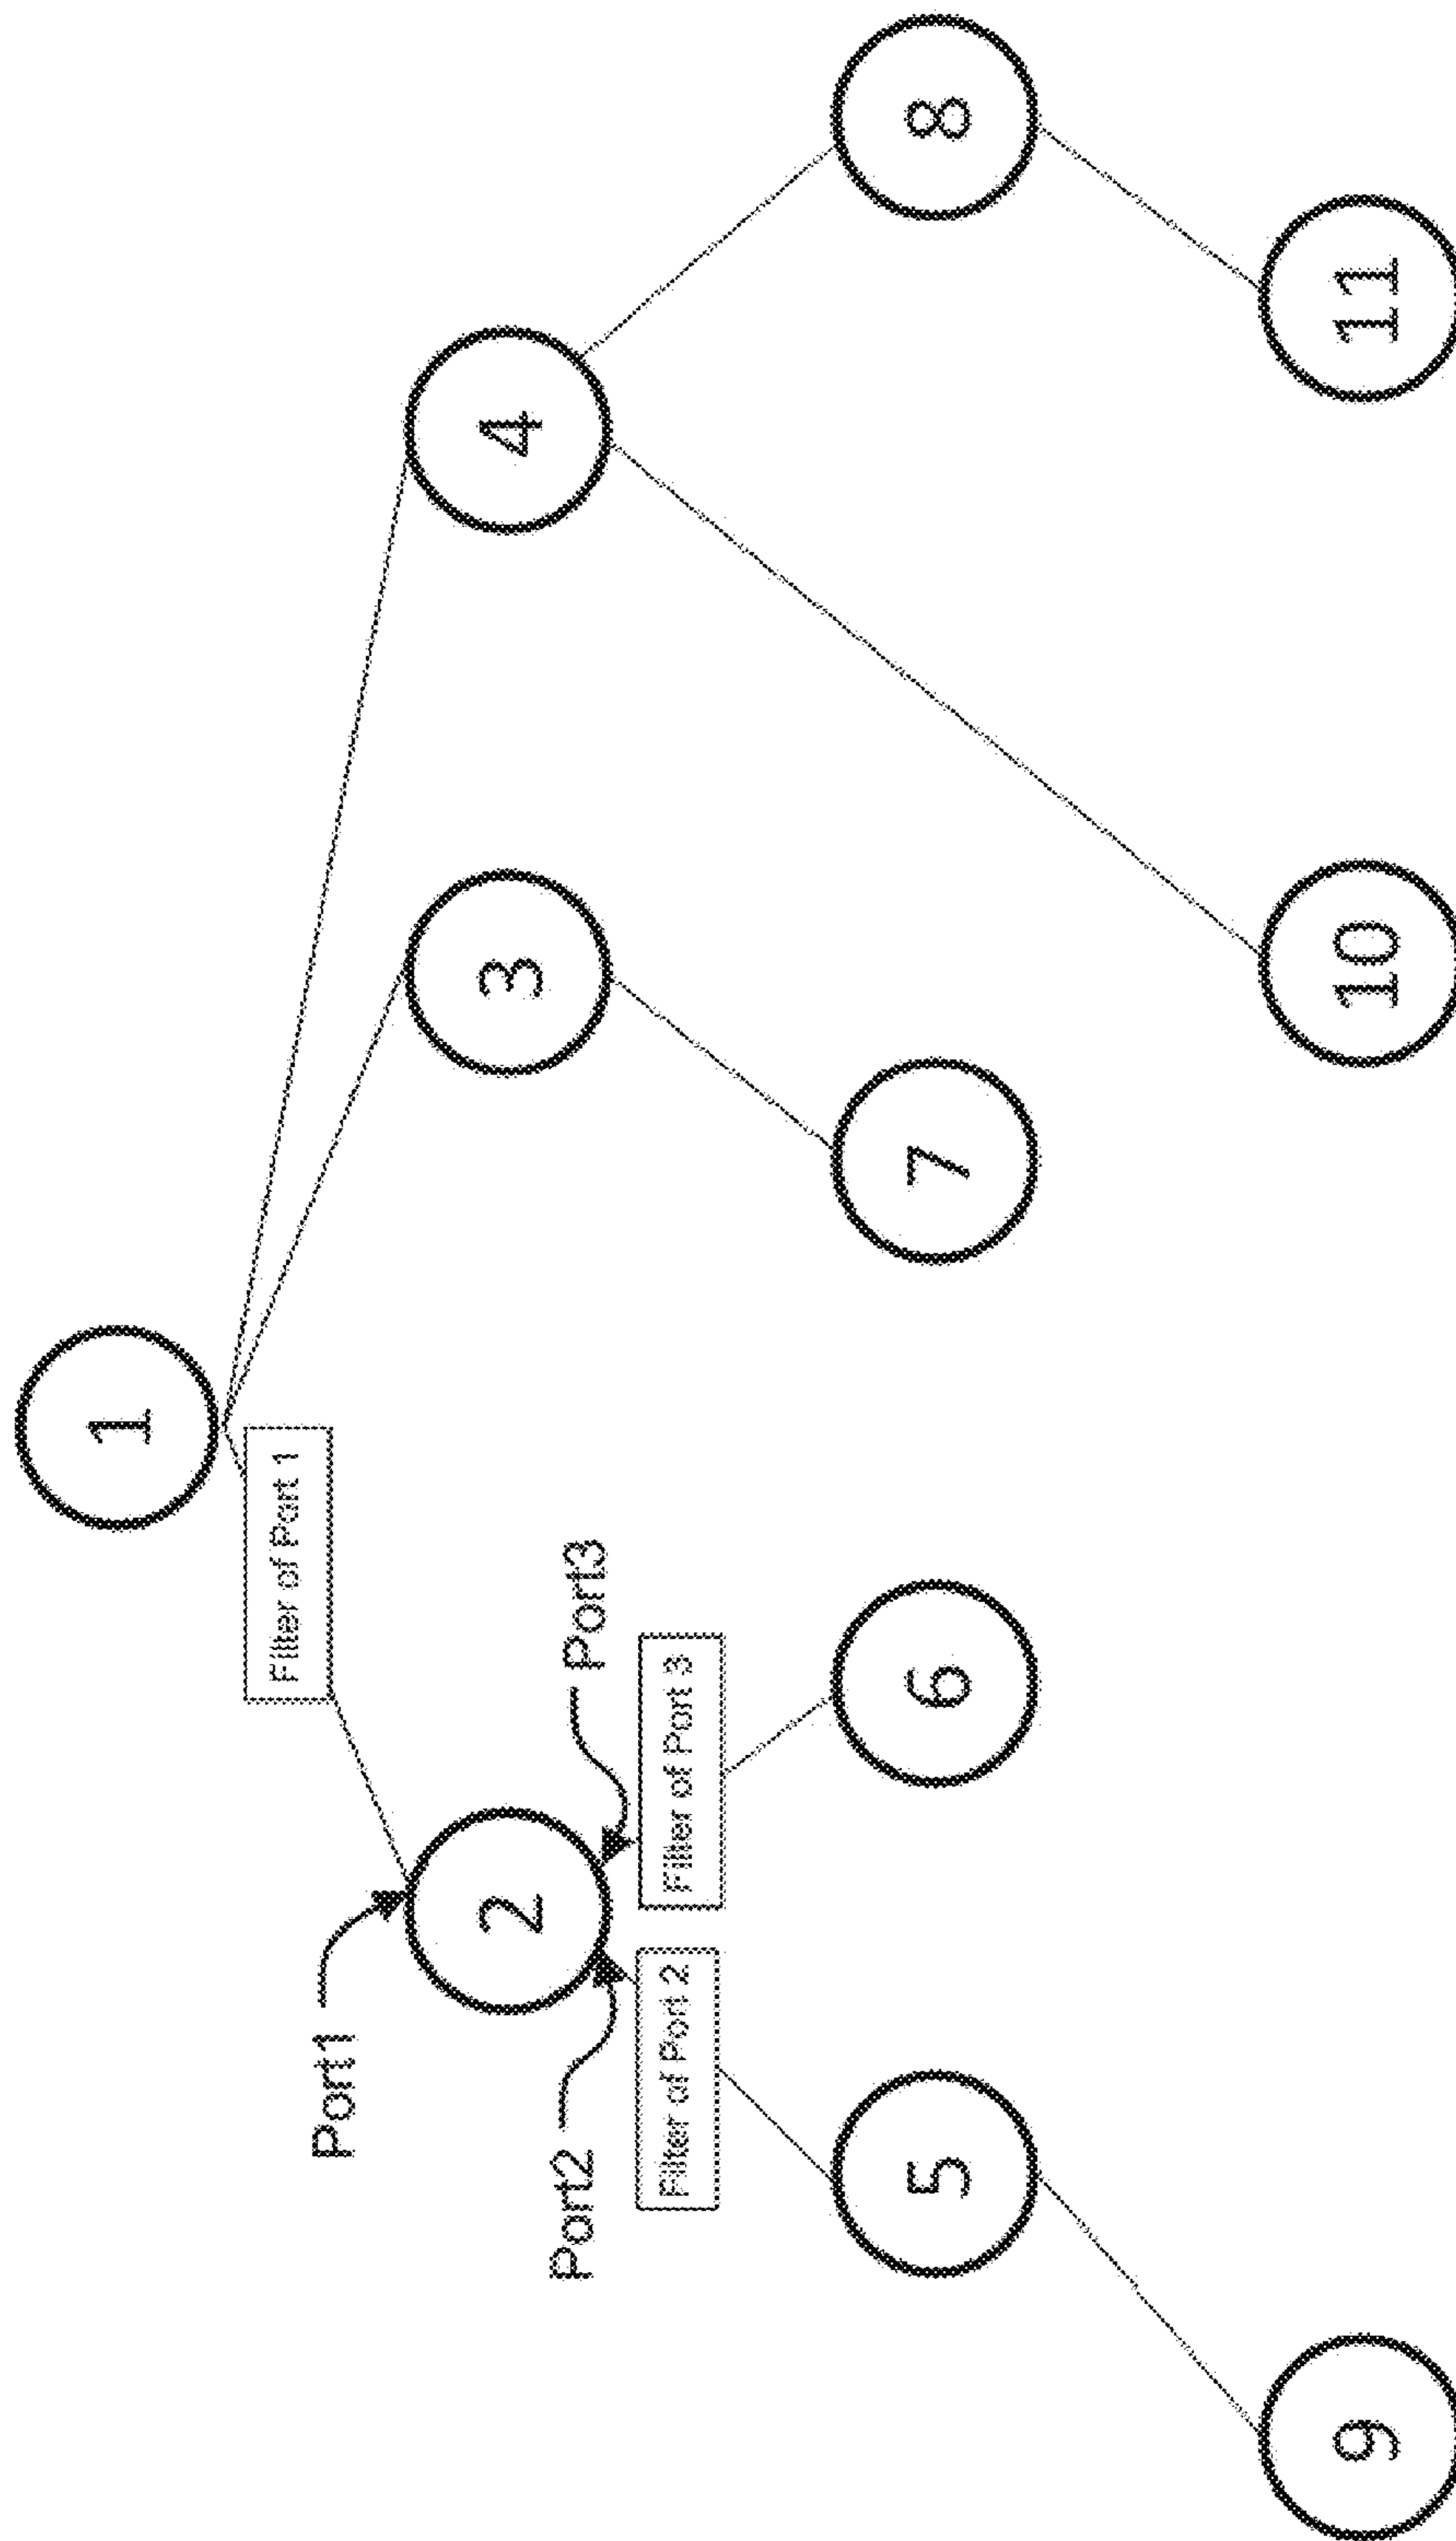 1
Filter of Port 1
Port1
2
3
4
Port2
Port3
Filter of Port 2
Filter of Port 3
5
6
7
8
9
10
11